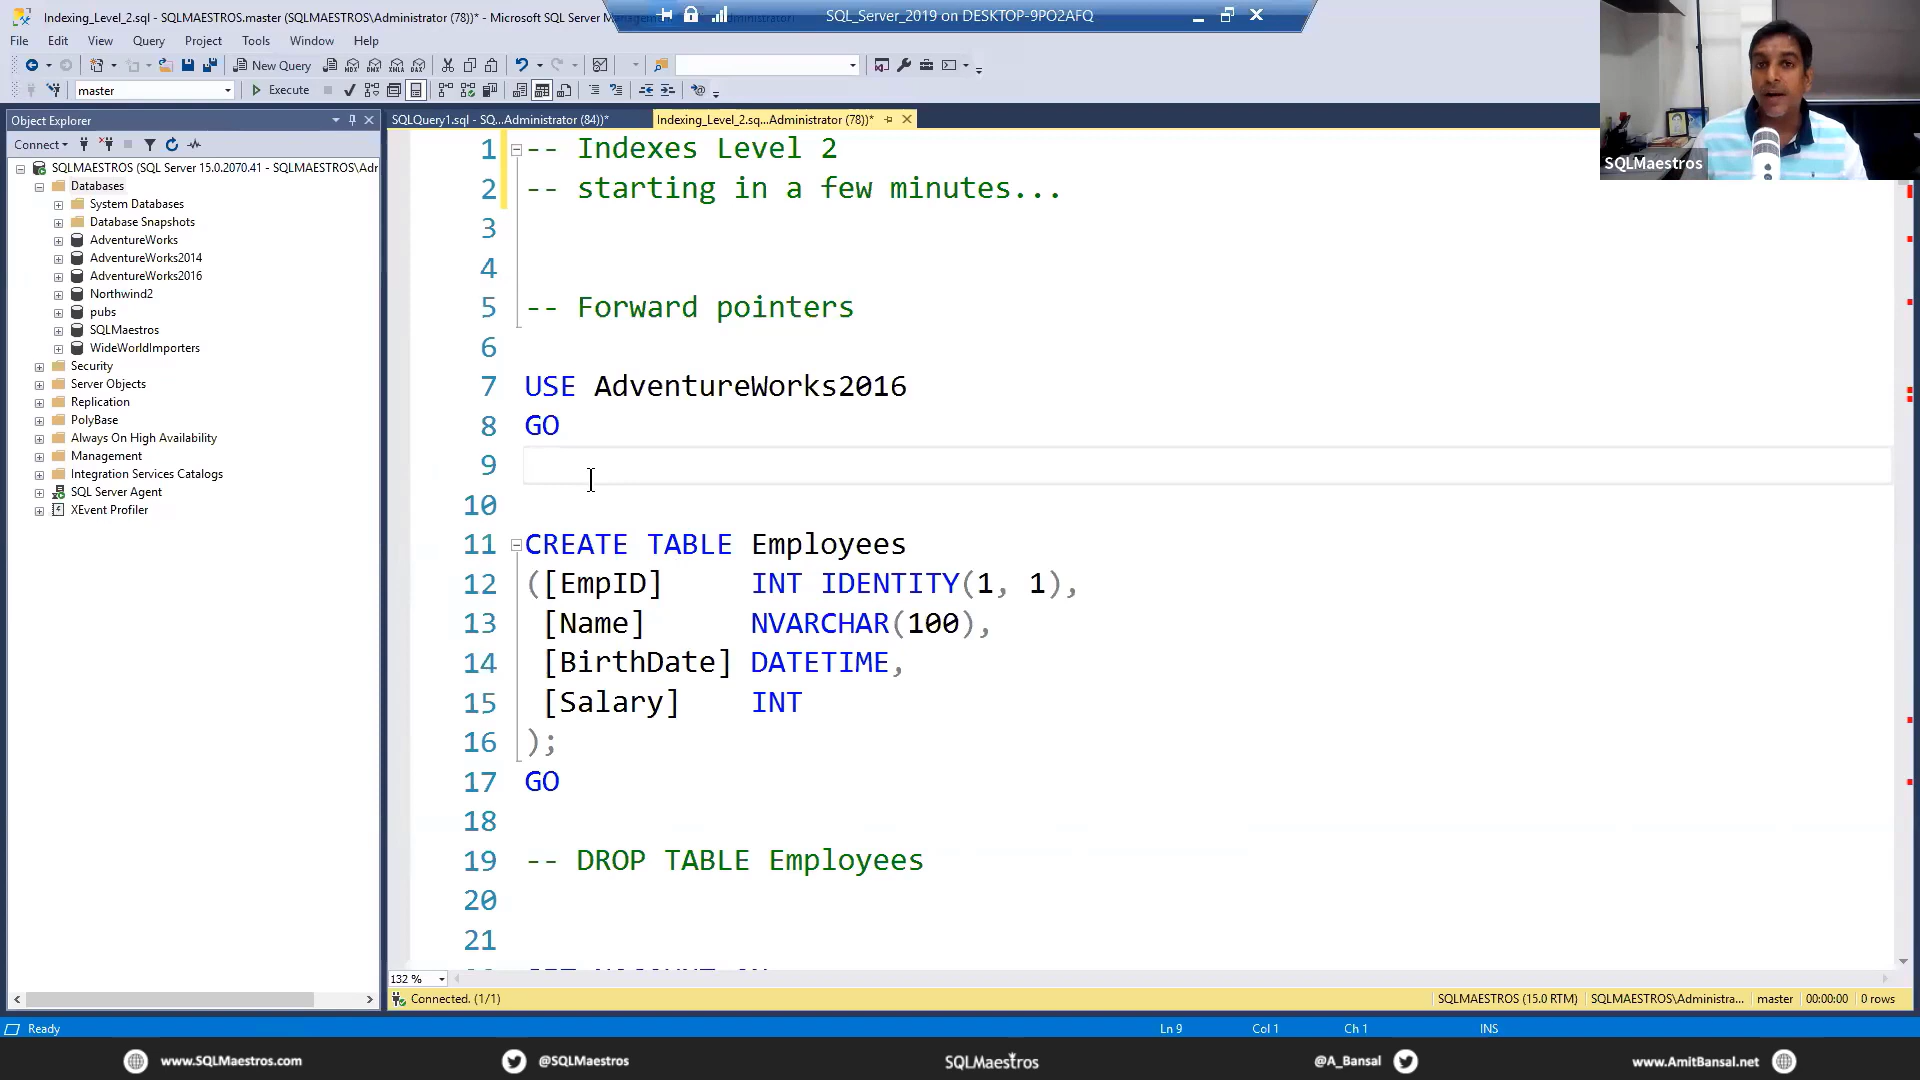 Indexing_Level_2.sql - SQLMAESTROS.master (SQLMAESTROS\Administrator (78))* - Microsoft SQL Server
SQL_Server_2019 on DESKTOP-9PO2AFQ
File Edit View Query Project Tools Window Help
New Query
MDX DMX XMLA DAX
master Execute
Object Explorer
SQLQuery1.sql - SQ...Administrator (84))*
Indexing_Level_2.sq...Administrator (78))*
Connect
SQLMAESTROS (SQL Server 15.0.2070.41 - SQLMAESTROS\Adr
Databases
System Databases
Database Snapshots
AdventureWorks
AdventureWorks2014
AdventureWorks2016
Northwind2
pubs
SQLMaestros
WideWorldImporters
Security
Server Objects
Replication
PolyBase
Always On High Availability
Management
Integration Services Catalogs
SQL Server Agent
XEvent Profiler
1 -- Indexes Level 2
2 -- starting in a few minutes...
3
4
5 -- Forward pointers
6
7 USE AdventureWorks2016
8 GO
9
10
11 CREATE TABLE Employees
12 ([EmpID] INT IDENTITY(1, 1),
13 [Name] NVARCHAR(100),
14 [BirthDate] DATETIME,
15 [Salary] INT
16 );
17 GO
18
19 -- DROP TABLE Employees
20
21
SQLMaestros
132 %
Connected. (1/1)
SQLMAESTROS (15.0 RTM) SQLMAESTROS\Administra... master 00:00:00 0 rows
Ready
Ln 9 Col 1 Ch 1 INS
www.SQLMaestros.com
@SQLMaestros
SQLMaestros
@A_Bansal
www.AmitBansal.net